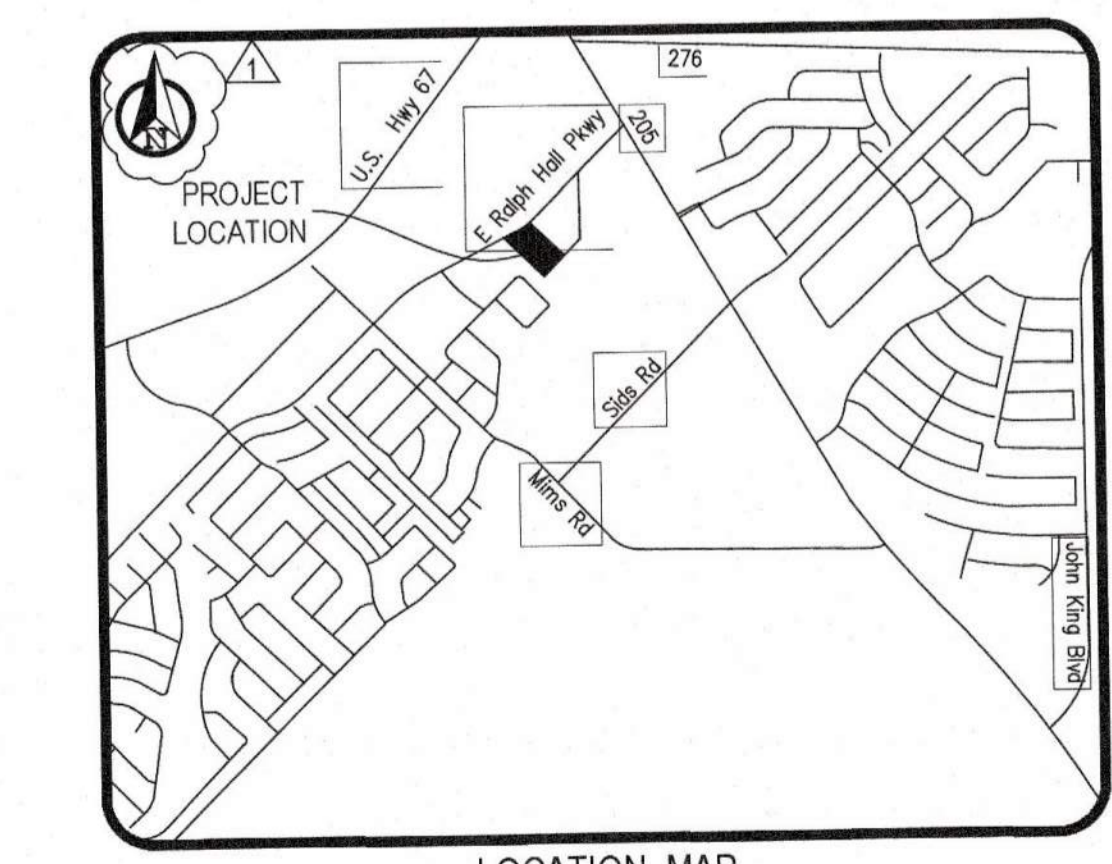 1
276
U.S. Hwy 67
205
E Ralph Hall Pkwy
PROJECT
LOCATION
N
Sids Rd
Mims Rd
John King Blvd
LOCATION MAP